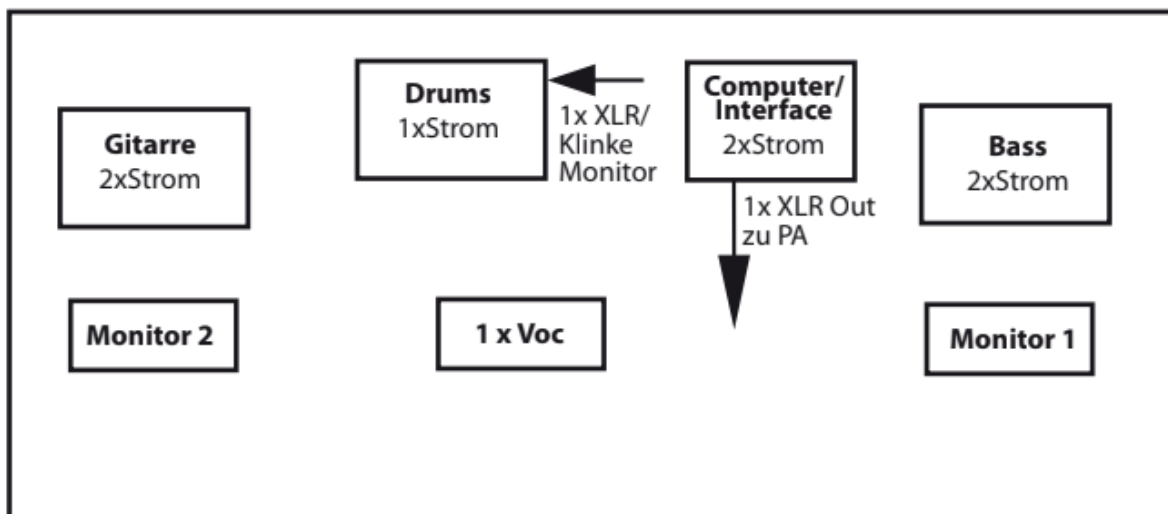 Gitarre
2xStrom
Drums
1xStrom
1x XLR/
Klinke
Monitor
Computer/
Interface
2xStrom
1x XLR Out
zu PA
Bass
2xStrom
Monitor 2
1 x Voc
Monitor 1